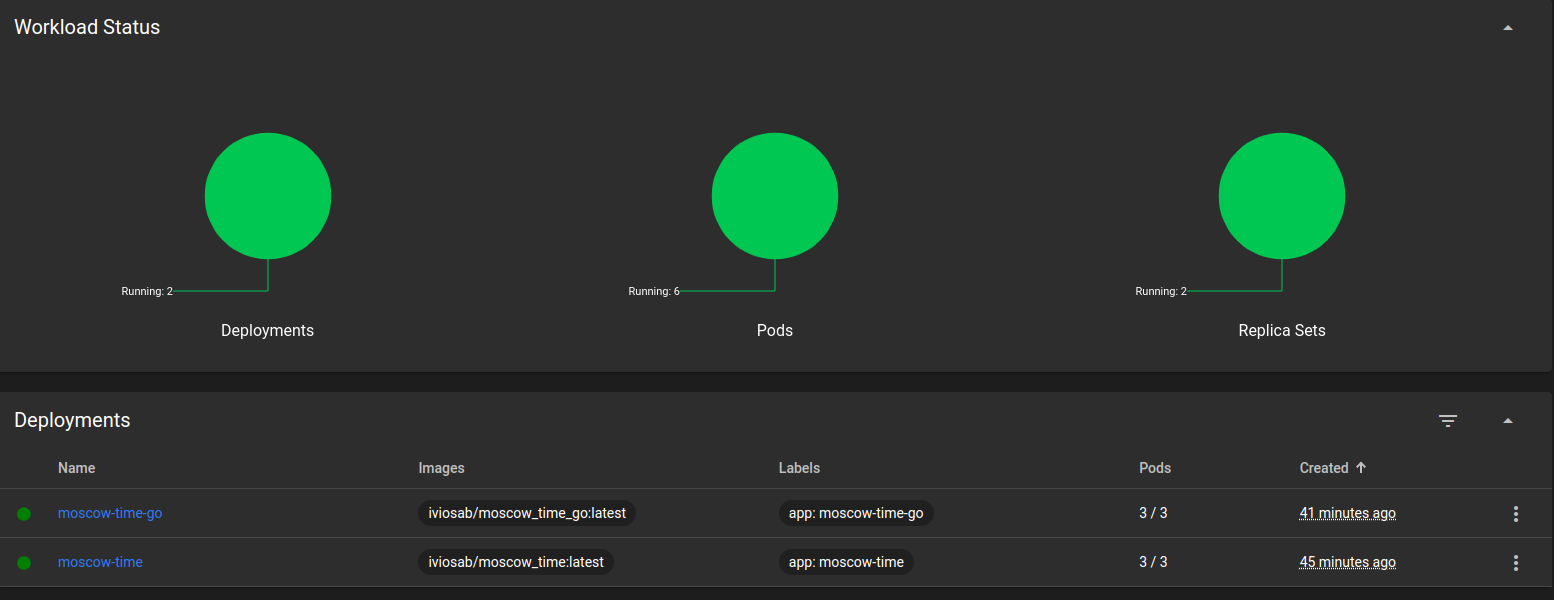 Workload Status
Running: 2
Running: 6
Running: 2
Deployments
Pods
Replica Sets
Deployments
Name Images Labels Pods Created
moscow-time-go iviosab/moscow_time_go:latest app: moscow-time-go 3 / 3 41 minutes ago
moscow-time iviosab/moscow_time:latest app: moscow-time 3 / 3 45 minutes ago